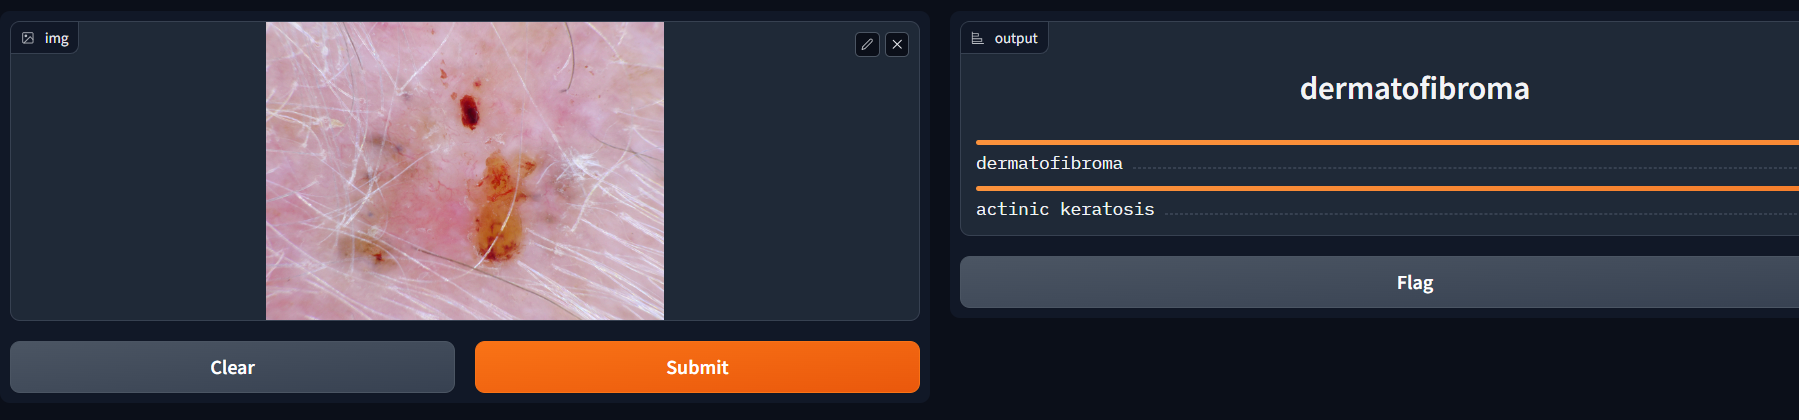 img
output
dermatofibroma
dermatofibroma
actinic keratosis
Flag
Clear
Submit